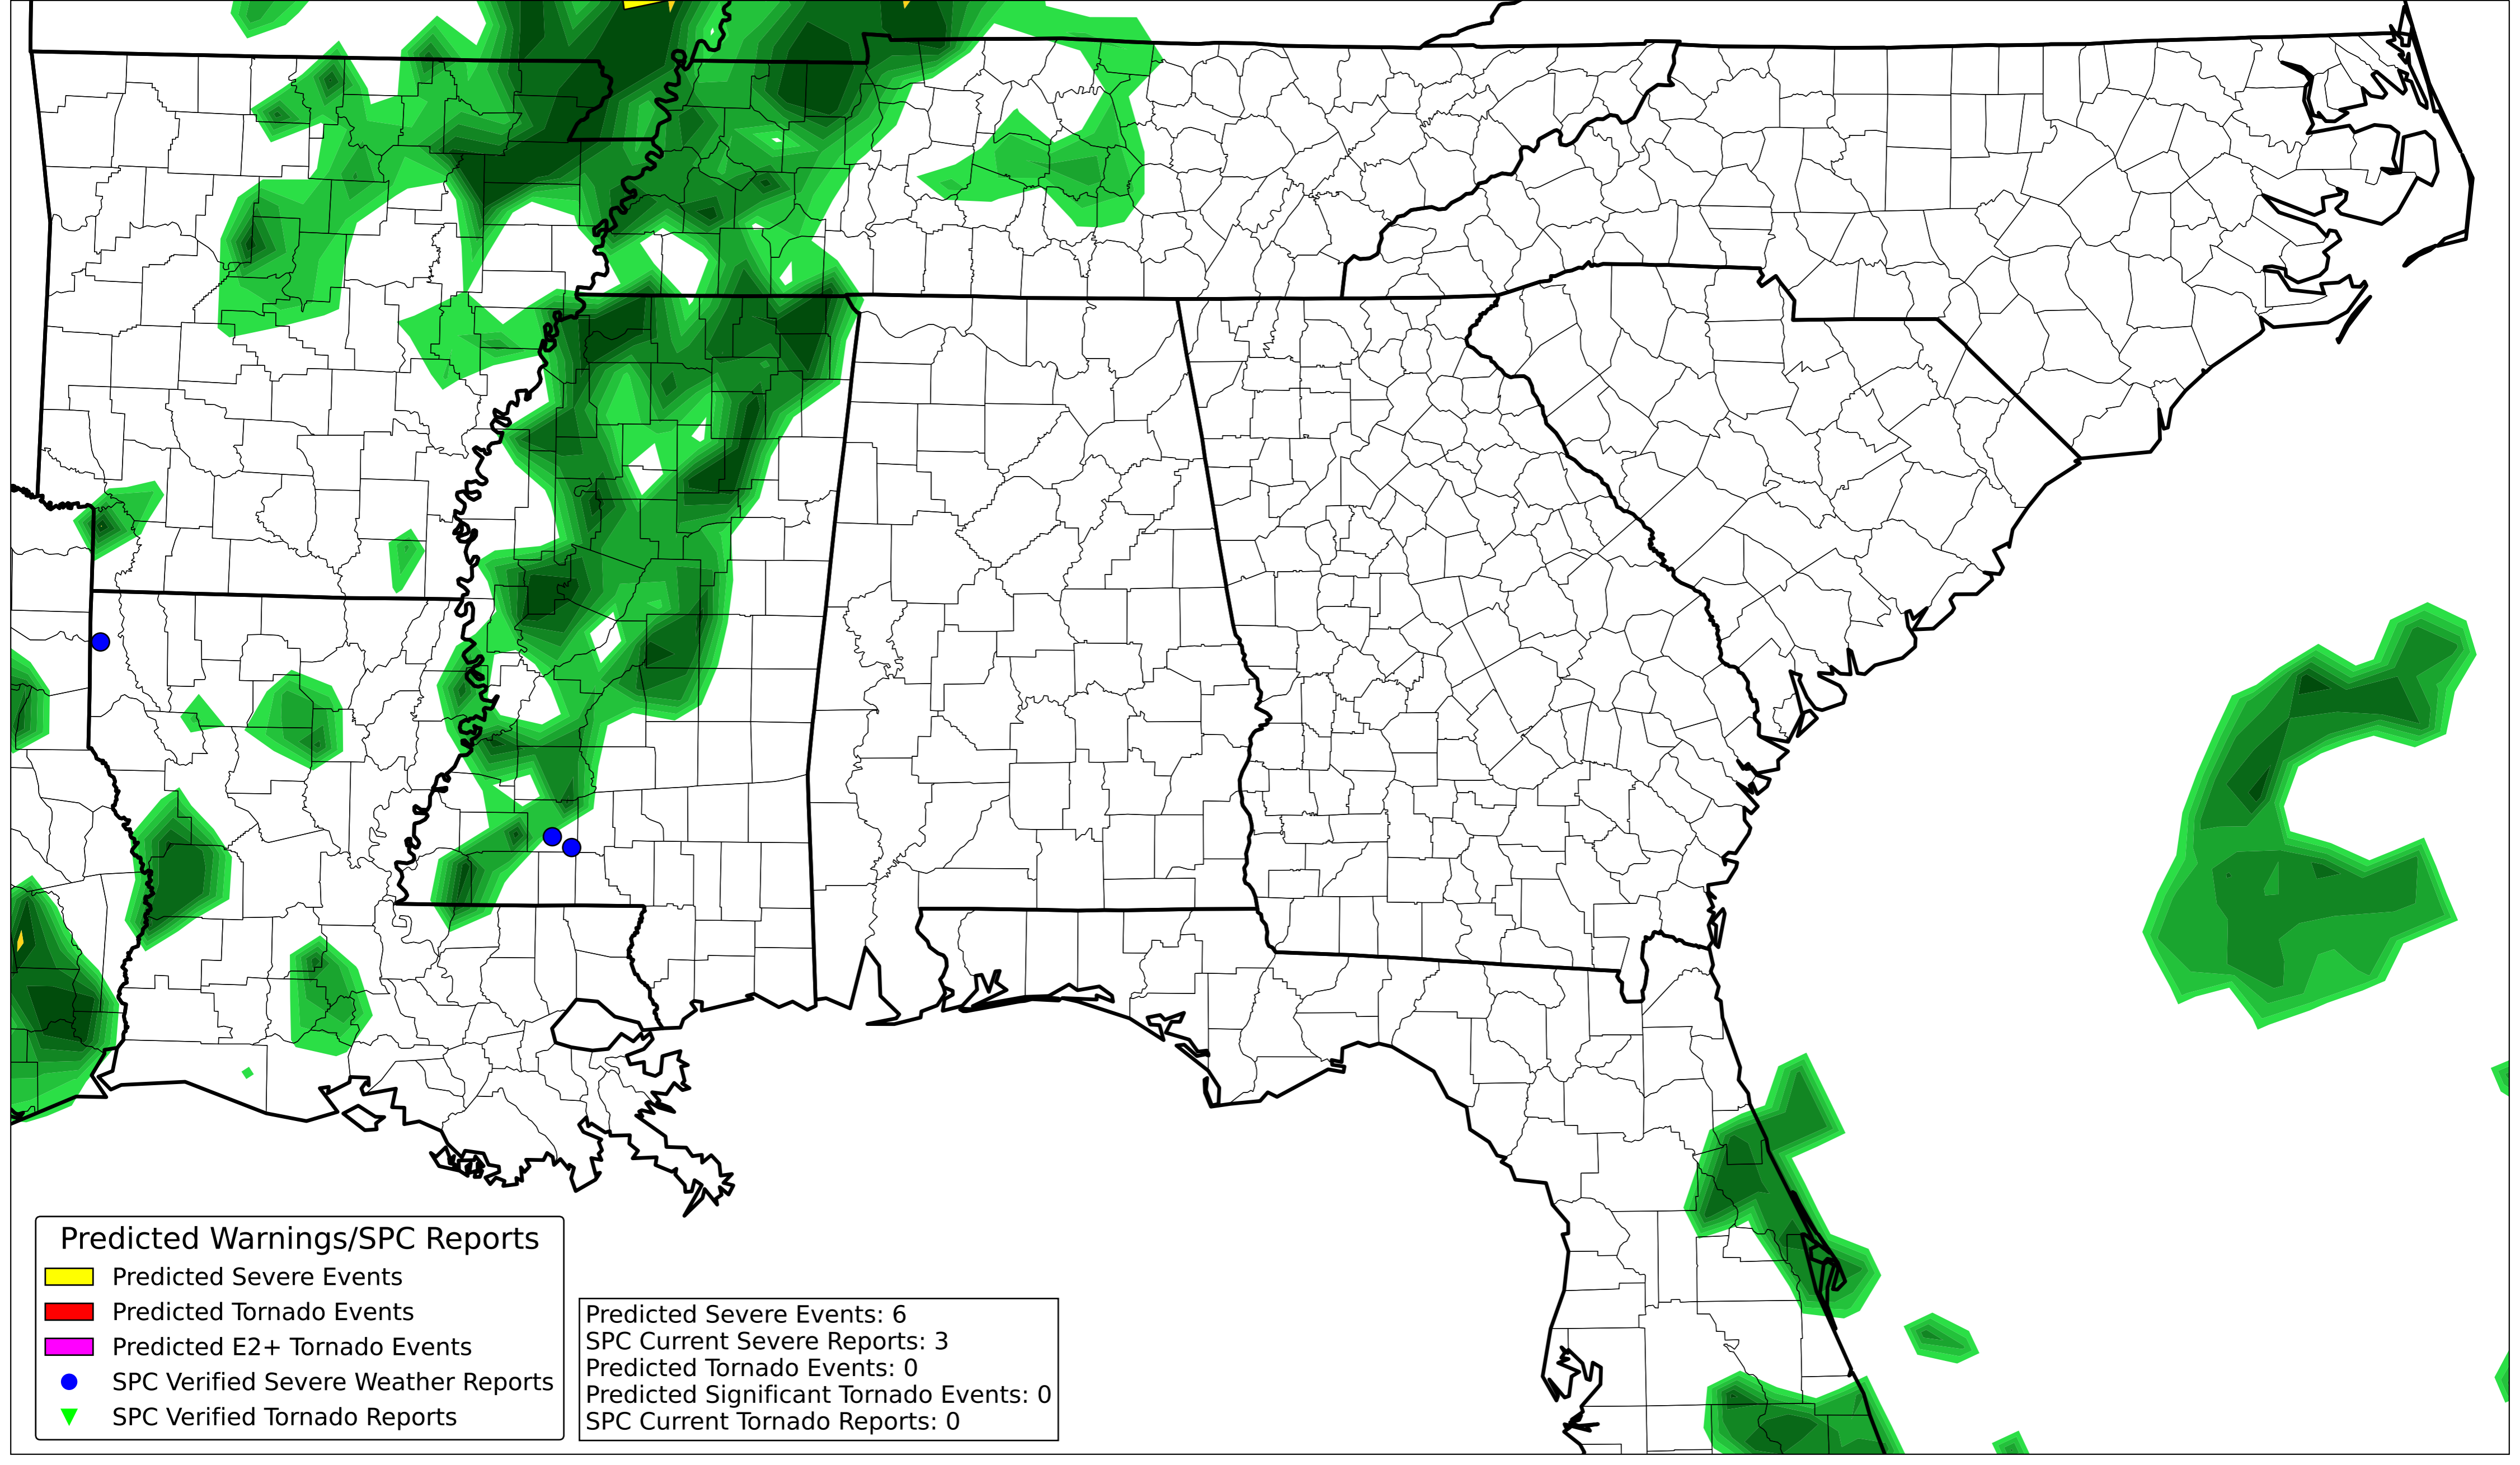 Predicted Warnings/SPC Reports
Predicted Severe Events
Predicted Tornado Events
Predicted E2+ Tornado Events
SPC Verified Severe Weather Reports
SPC Verified Tornado Reports
Predicted Severe Events: 6
SPC Current Severe Reports: 3
Predicted Tornado Events: 0
Predicted Significant Tornado Events: 0
SPC Current Tornado Reports: 0